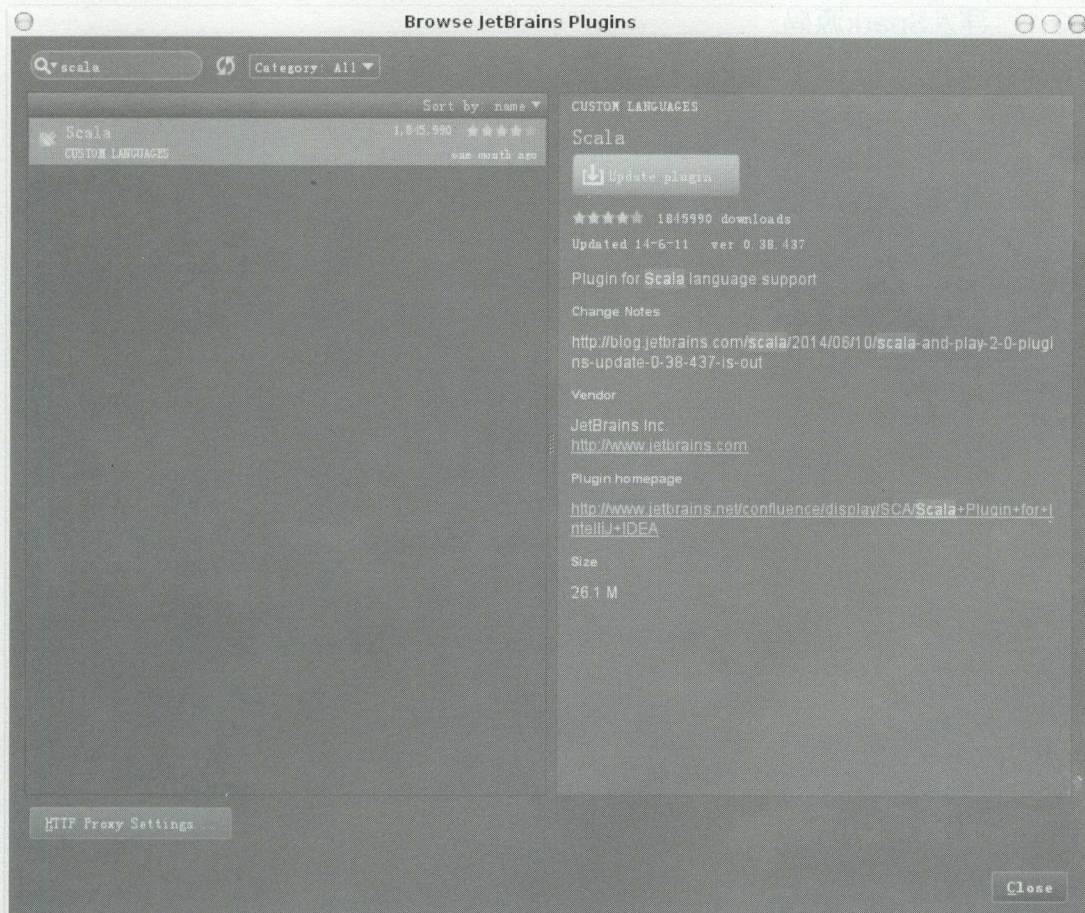 Browse JetBrains Plugins
scala
Category: All
Sort by: name
Scala
1,845,990
CUSTOM LANGUAGES
one month ago
CUSTOM LANGUAGES
Scala
Update plugin
1845990 downloads
Updated 14-6-11 ver 0.38.437
Plugin for Scala language support
Change Notes
http://blog.jetbrains.com/scala/2014/06/10/scala-and-play-2-0-plugi
ns-update-0-38-437-is-out
Vendor
JetBrains Inc.
http://www.jetbrains.com
Plugin homepage
http://www.jetbrains.net/confluence/display/SCA/Scala+Plugin+for+I
ntelliJ+IDEA
Size
26.1 M
HTTP Proxy Settings...
Close